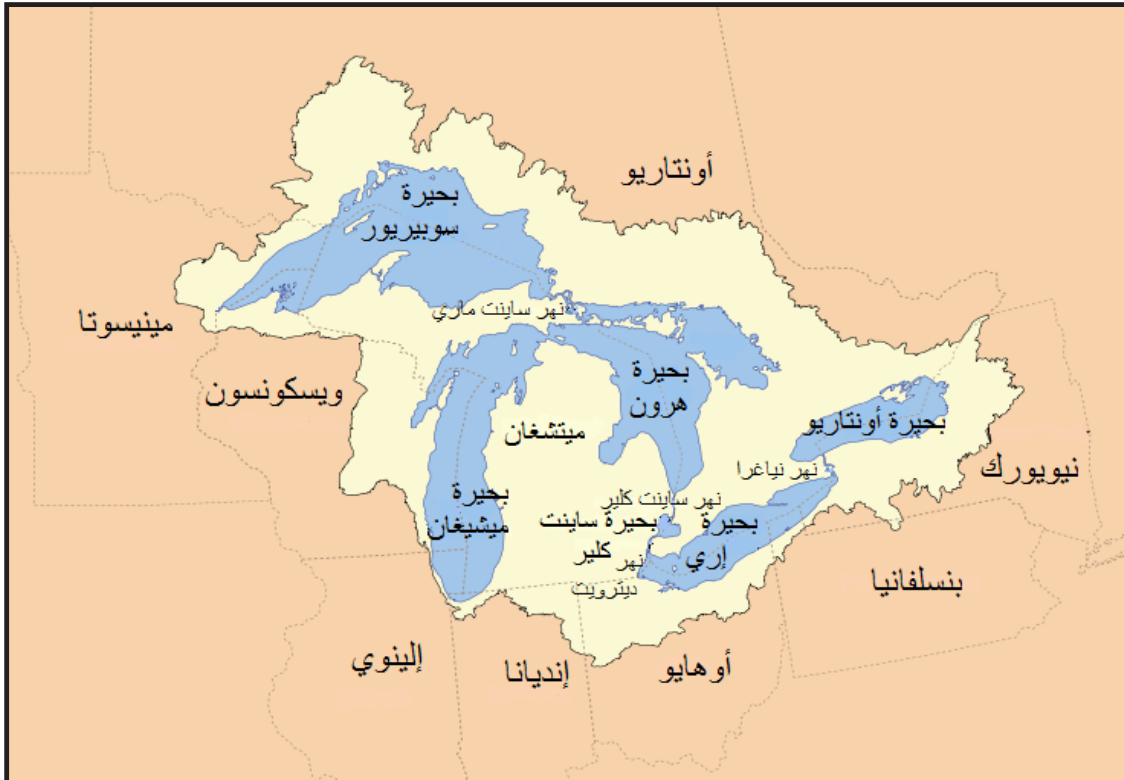 أونتاريو
بحيرة
سوبيريور
نهر ساينت ماري
مينيسوتا
ويسكونسون
بحيرة
هرون
ميتشغان
بحيرة أونتاريو
نيويورك
نهر نياغرا
بحيرة
ميشيغان
نهر ساينت كلير
بحيرة ساينت
كلير
بحيرة
إري
نهر
ديترويت
بنسلفانيا
إلينوي
إنديانا
أوهايو